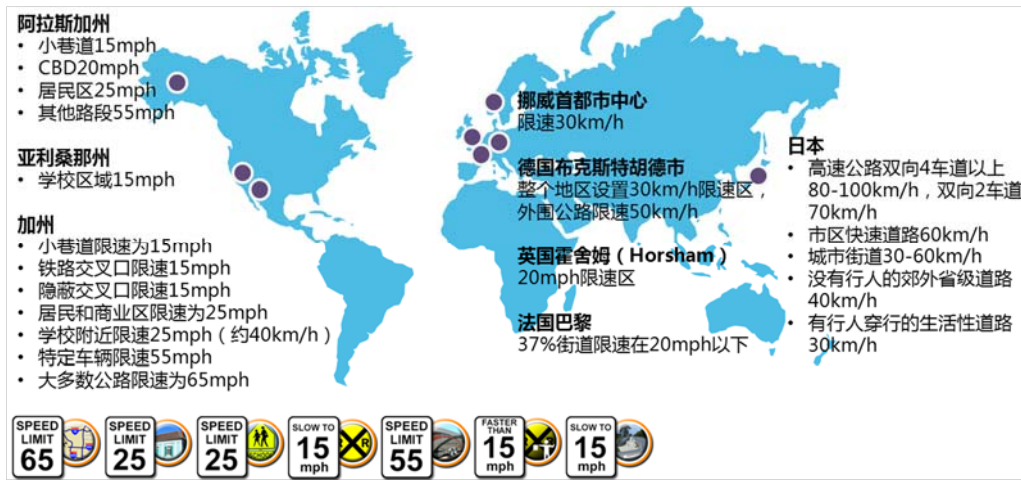 阿拉斯加州
• 小巷道15mph
• CBD20mph
• 居民区25mph
• 其他路段55mph
亚利桑那州
• 学校区域15mph
加州
• 小巷道限速为15mph
• 铁路交叉口限速15mph
• 隐蔽交叉口限速15mph
• 居民和商业区限速为25mph
• 学校附近限速25mph（约40km/h）
• 特定车辆限速55mph
• 大多数公路限速为65mph
挪威首都市中心
限速30km/h
德国布克斯特胡德市
整个地区设置30km/h限速区，
外围公路限速50km/h
英国霍舍姆（Horsham）
20mph限速区
法国巴黎
37%街道限速在20mph以下
日本
• 高速公路双向4车道以上
80-100km/h，双向2车道
70km/h
• 市区快速道路60km/h
• 城市街道30-60km/h
• 没有行人的郊外省级道路
40km/h
• 有行人穿行的生活性道路
30km/h
SPEED
LIMIT
65
SPEED
LIMIT
25
SPEED
LIMIT
25
SLOW TO
15
mph
R
SPEED
LIMIT
55
FASTER
THAN
15
mph
R
SLOW TO
15
mph